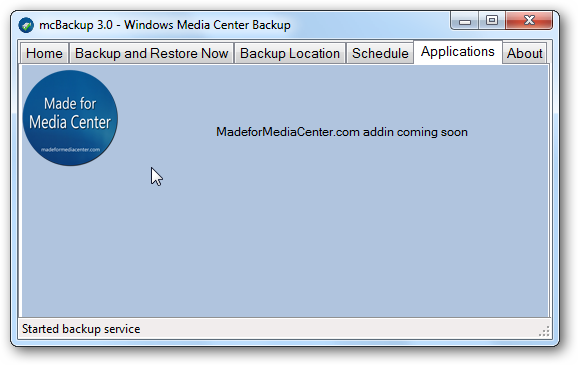 mcBackup 3.0 - Windows Media Center Backup
Home Backup and Restore Now Backup Location Schedule Applications About
Made for
Media Center
madeformediacenter.com
MadeforMediaCenter.com addin coming soon
Started backup service